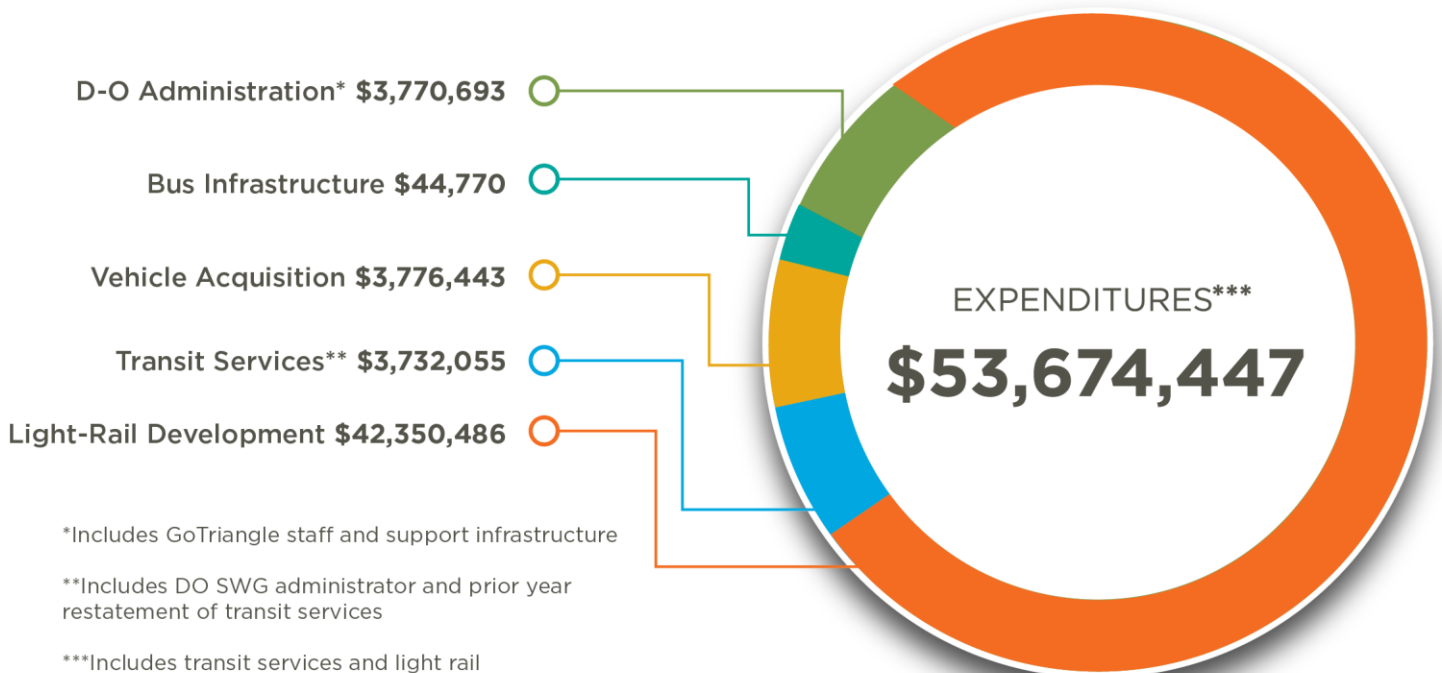 D-O Administration* $3,770,693
Bus Infrastructure $44,770
Vehicle Acquisition $3,776,443
Transit Services** $3,732,055
Light-Rail Development $42,350,486
*Includes GoTriangle staff and support infrastructure
**Includes DO SWG administrator and prior year
restatement of transit services
***Includes transit services and light rail
EXPENDITURES***
$53,674,447